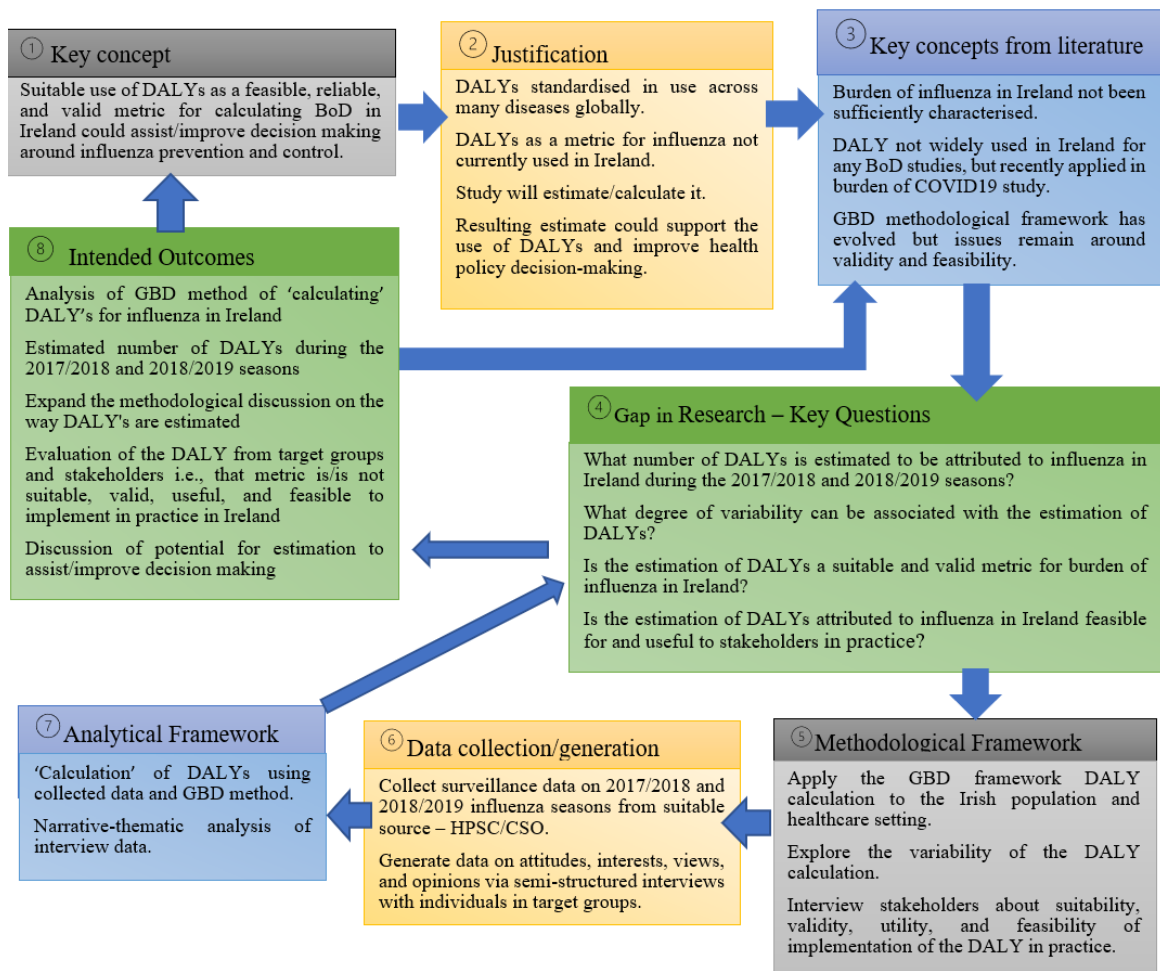 ① Key concept
Suitable use of DALYs as a feasible, reliable,
and valid metric for calculating BoD in
Ireland could assist/improve decision making
around influenza prevention and control.
② Justification
DALYs standardised in use across
many diseases globally.
DALYs as a metric for influenza not
currently used in Ireland.
Study will estimate/calculate it.
Resulting estimate could support the
use of DALYs and improve health
policy decision-making.
③ Key concepts from literature
Burden of influenza in Ireland not been
sufficiently characterised.
DALY not widely used in Ireland for
any BoD studies, but recently applied in
burden of COVID19 study.
GBD methodological framework has
evolved but issues remain around
validity and feasibility.
④ Gap in Research – Key Questions
What number of DALYs is estimated to be attributed to influenza in
Ireland during the 2017/2018 and 2018/2019 seasons?
What degree of variability can be associated with the estimation of
DALYs?
Is the estimation of DALYs a suitable and valid metric for burden of
influenza in Ireland?
Is the estimation of DALYs attributed to influenza in Ireland feasible
for and useful to stakeholders in practice?
⑤ Methodological Framework
Apply the GBD framework DALY
calculation to the Irish population and
healthcare setting.
Explore the variability of the DALY
calculation.
Interview stakeholders about suitability,
validity, utility, and feasibility of
implementation of the DALY in practice.
⑥ Data collection/generation
Collect surveillance data on 2017/2018 and
2018/2019 influenza seasons from suitable
source – HPSC/CSO.
Generate data on attitudes, interests, views,
and opinions via semi-structured interviews
with individuals in target groups.
⑦ Analytical Framework
‘Calculation’ of DALYs using
collected data and GBD method.
Narrative-thematic analysis of
interview data.
⑧ Intended Outcomes
Analysis of GBD method of ‘calculating’
DALY’s for influenza in Ireland
Estimated number of DALYs during the
2017/2018 and 2018/2019 seasons
Expand the methodological discussion on the
way DALY's are estimated
Evaluation of the DALY from target groups
and stakeholders i.e., that metric is/is not
suitable, valid, useful, and feasible to
implement in practice in Ireland
Discussion of potential for estimation to
assist/improve decision making